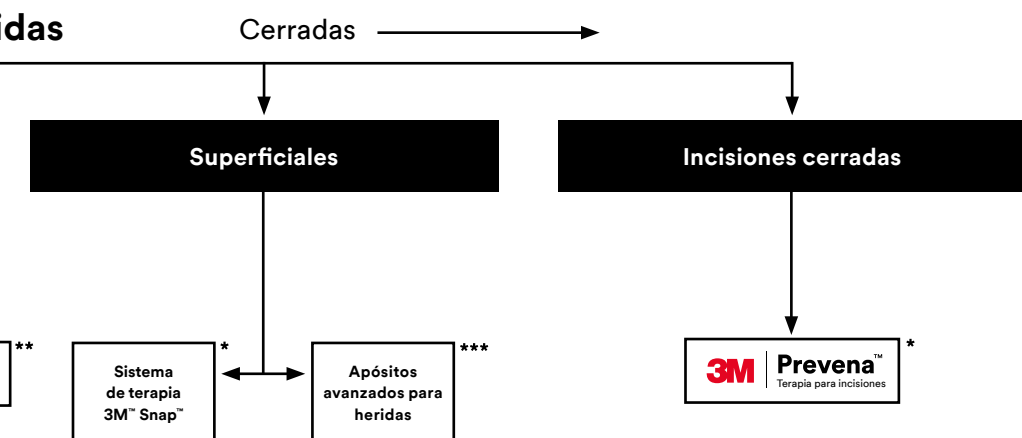 idas
Cerradas
Superficiales
Incisiones cerradas
**
Sistema
de terapia
3M™ Snap™
*
Apósitos
avanzados para
heridas
***
3M Prevena™
Terapia para incisiones
*